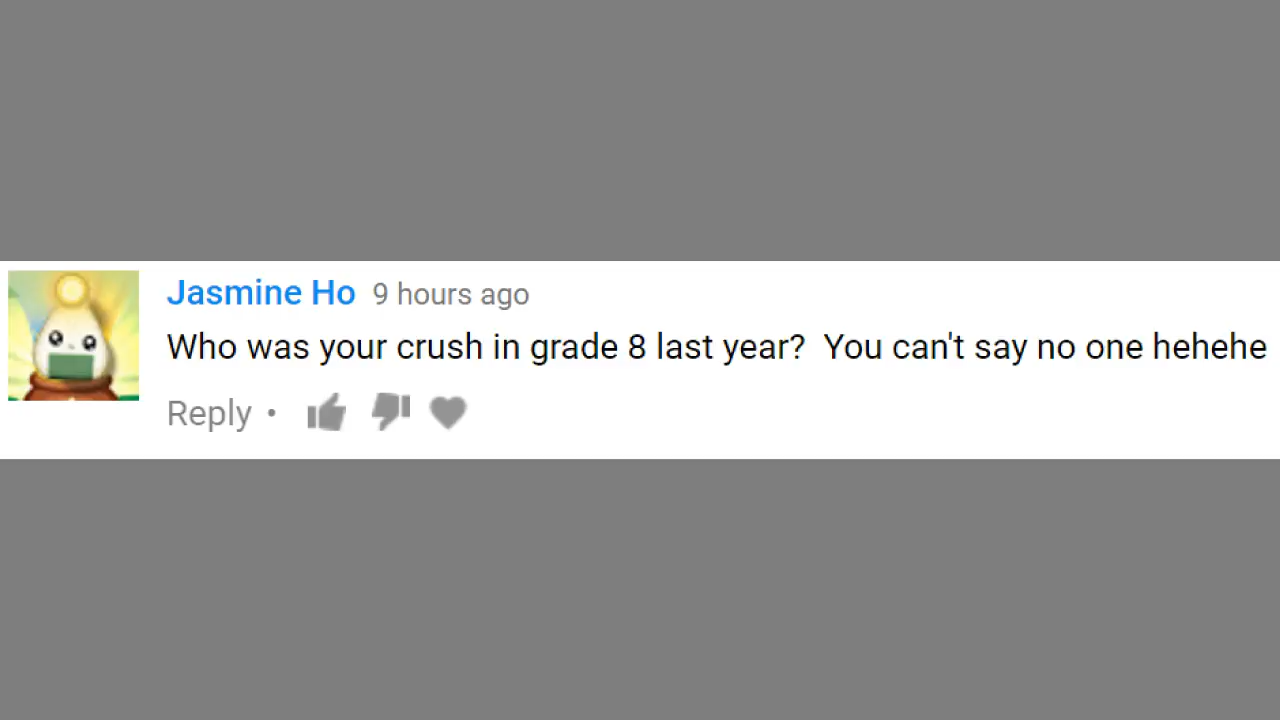 Jasmine Ho 9 hours ago
Who was your crush in grade 8 last year?  You can't say no one hehehe
Reply •